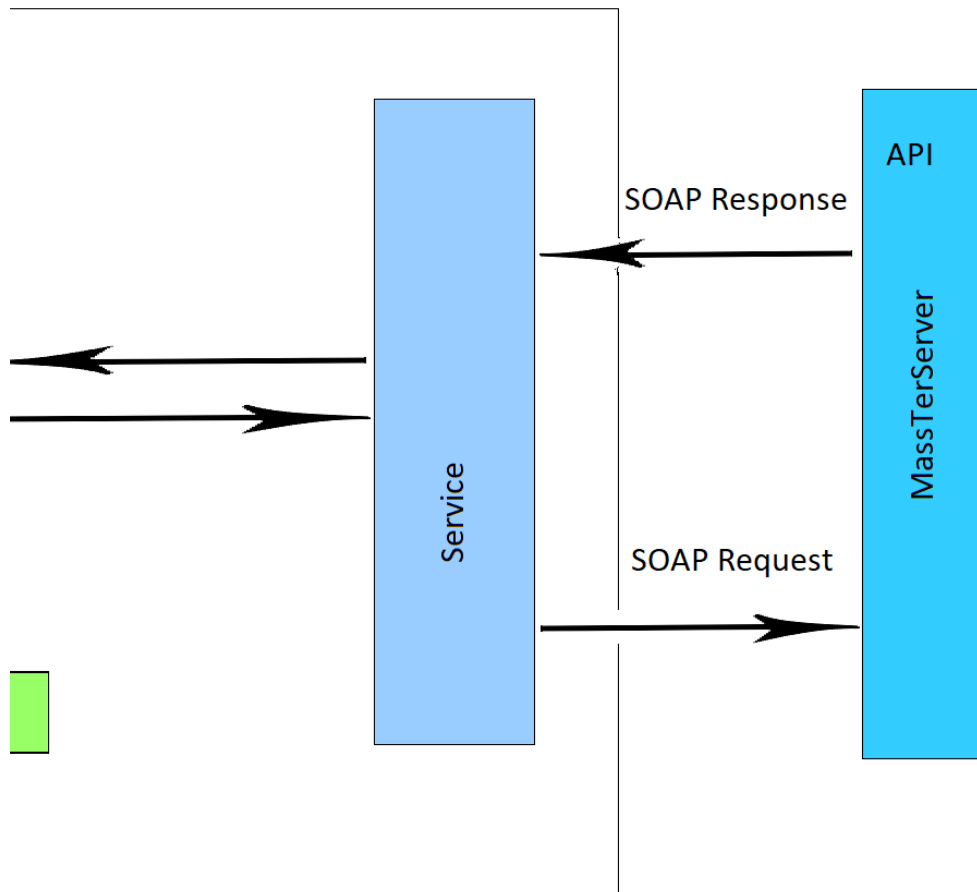 API
SOAP Response
MassTerServer
Service
SOAP Request